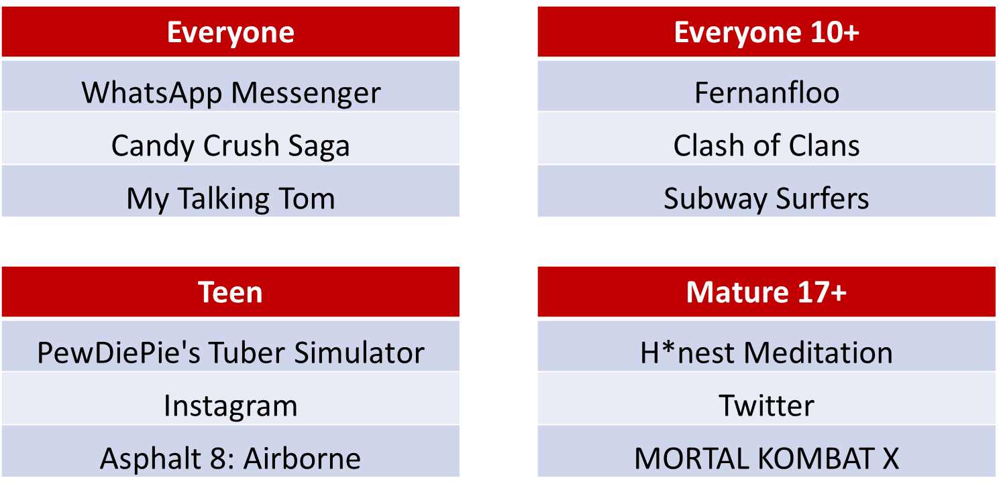 Everyone
WhatsApp Messenger
Candy Crush Saga
My Talking Tom
Everyone 10+
Fernanfloo
Clash of Clans
Subway Surfers
Teen
PewDiePie's Tuber Simulator
Instagram
Asphalt 8: Airborne
Mature 17+
H*nest Meditation
Twitter
MORTAL KOMBAT X